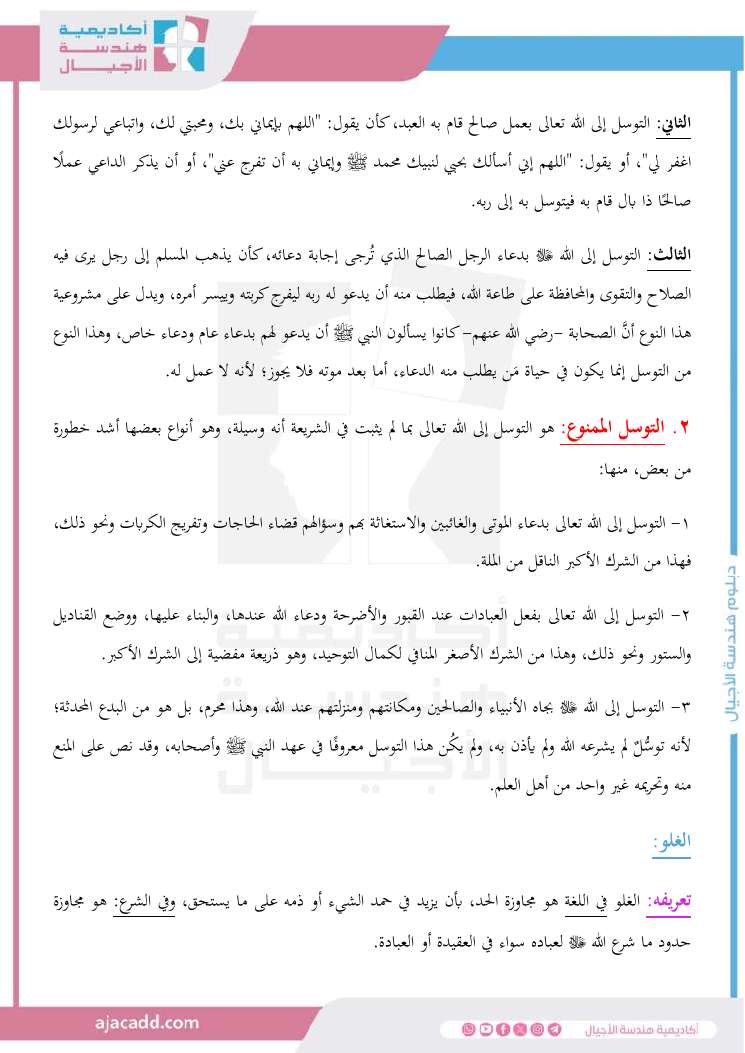 أكاديمية
هندسة
الأجيال
الثاني: التوسل إلى الله تعالى بعمل صالح قام به العبد، كأن يقول: "اللهم بإيماني بك، ومحبتي لك، واتباعي لرسولك
اغفر لي"، أو يقول: "اللهم إني أسألك بحبي لنبيك محمد ﷺ وإيماني به أن تفرج عني"، أو أن يذكر الداعي عملًا
صالحًا ذا بال قام به فيتوسل به إلى ربه.
الثالث: التوسل إلى الله ﷻ بدعاء الرجل الصالح الذي تُرجى إجابة دعائه، كأن يذهب المسلم إلى رجل يرى فيه
الصلاح والتقوى والمحافظة على طاعة الله، فيطلب منه أن يدعو له ربه ليفرج كربته وييسر أمره، ويدل على مشروعية
هذا النوع أنَّ الصحابة –رضي الله عنهم– كانوا يسألون النبي ﷺ أن يدعو لهم بدعاء عام ودعاء خاص، وهذا النوع
من التوسل إنما يكون في حياة مَن يطلب منه الدعاء، أما بعد موته فلا يجوز؛ لأنه لا عمل له.
٢. التوسل الممنوع: هو التوسل إلى الله تعالى بما لم يثبت في الشريعة أنه وسيلة، وهو أنواع بعضها أشد خطورة
من بعض، منها:
١- التوسل إلى الله تعالى بدعاء الموتى والغائبين والاستغاثة بهم وسؤالهم قضاء الحاجات وتفريج الكربات ونحو ذلك،
فهذا من الشرك الأكبر الناقل من الملة.
٢- التوسل إلى الله تعالى بفعل العبادات عند القبور والأضرحة ودعاء الله عندها، والبناء عليها، ووضع القناديل
والستور ونحو ذلك، وهذا من الشرك الأصغر المنافي لكمال التوحيد، وهو ذريعة مفضية إلى الشرك الأكبر.
٣- التوسل إلى الله ﷻ بجاه الأنبياء والصالحين ومكانتهم ومنزلتهم عند الله، وهذا محرم، بل هو من البدع المحدثة؛
لأنه توسُّلٌ لم يشرعه الله ولم يأذن به، ولم يكُن هذا التوسل معروفًا في عهد النبي ﷺ وأصحابه، وقد نص على المنع
منه وتحريمه غير واحد من أهل العلم.
الغلو:
تعريفه: الغلو في اللغة هو مجاوزة الحد، بأن يزيد في حمد الشيء أو ذمه على ما يستحق، وفي الشرع: هو مجاوزة
حدود ما شرع الله ﷻ لعباده سواء في العقيدة أو العبادة.
دبلوم هندسة الأجيال
أكاديمية هندسة الأجيال
ajacadd.com